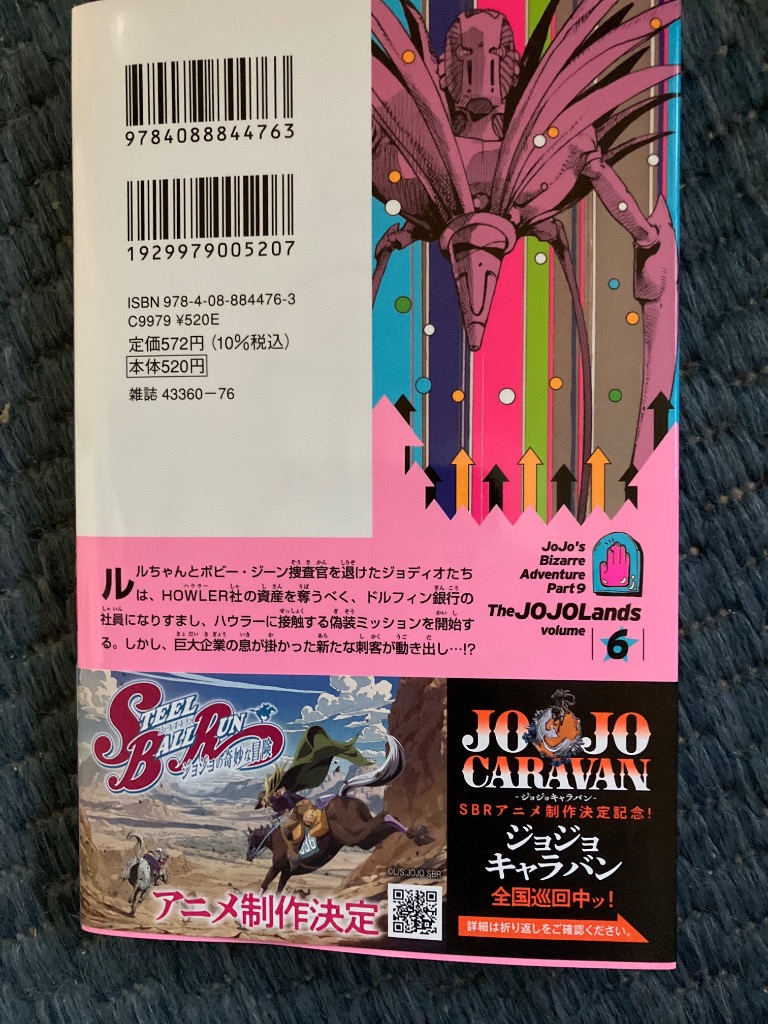 9784088844763
1929979005207
ISBN 978-4-08-884476-3
C9979 ¥520E
定価572円 (10%税込)
本体520円
雑誌 43360-76
JoJo's
Bizarre
Adventure
Part 9
The JOJOLands
volume
6
ルルちゃんとボビー・ジーン捜査官を退けたジョディオたち
は、HOWLER社の資産を奪うべく、ドルフィン銀行の
社員になりすまし、ハウラーに接触する偽装ミッションを開始す
る。しかし、巨大企業の息が掛かった新たな刺客が動き出し…!?
STEEL
BALL RUN
ジョジョの奇妙な冒険
©L/S,JOJO SBR
アニメ制作決定
JOJO
CARAVAN
-ジョジョキャラバン-
SBRアニメ制作決定記念!
ジョジョ
キャラバン
全国巡回中ッ!
詳細は折り返しをご確認ください。